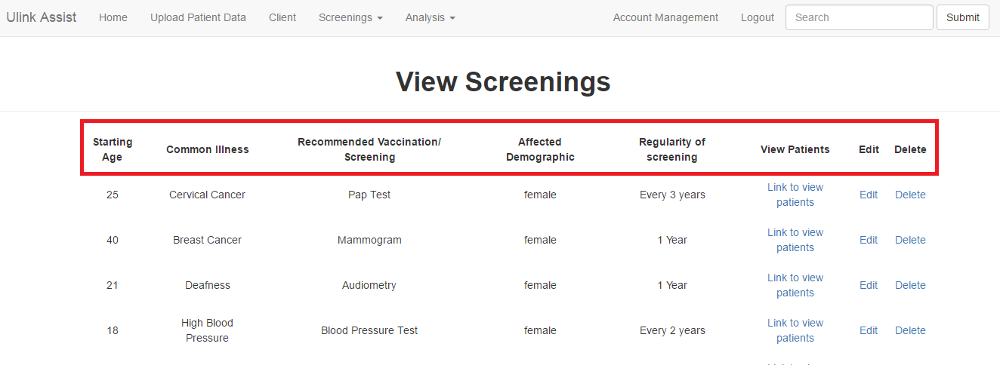 Ulink Assist Home Upload Patient Data Client Screenings Analysis Account Management Logout Search Submit
View Screenings
Starting Age Common Illness Recommended Vaccination/ Screening Affected Demographic Regularity of screening View Patients Edit Delete
25 Cervical Cancer Pap Test female Every 3 years Link to view patients Edit Delete
40 Breast Cancer Mammogram female 1 Year Link to view patients Edit Delete
21 Deafness Audiometry female 1 Year Link to view patients Edit Delete
18 High Blood Pressure Blood Pressure Test female Every 2 years Link to view patients Edit Delete